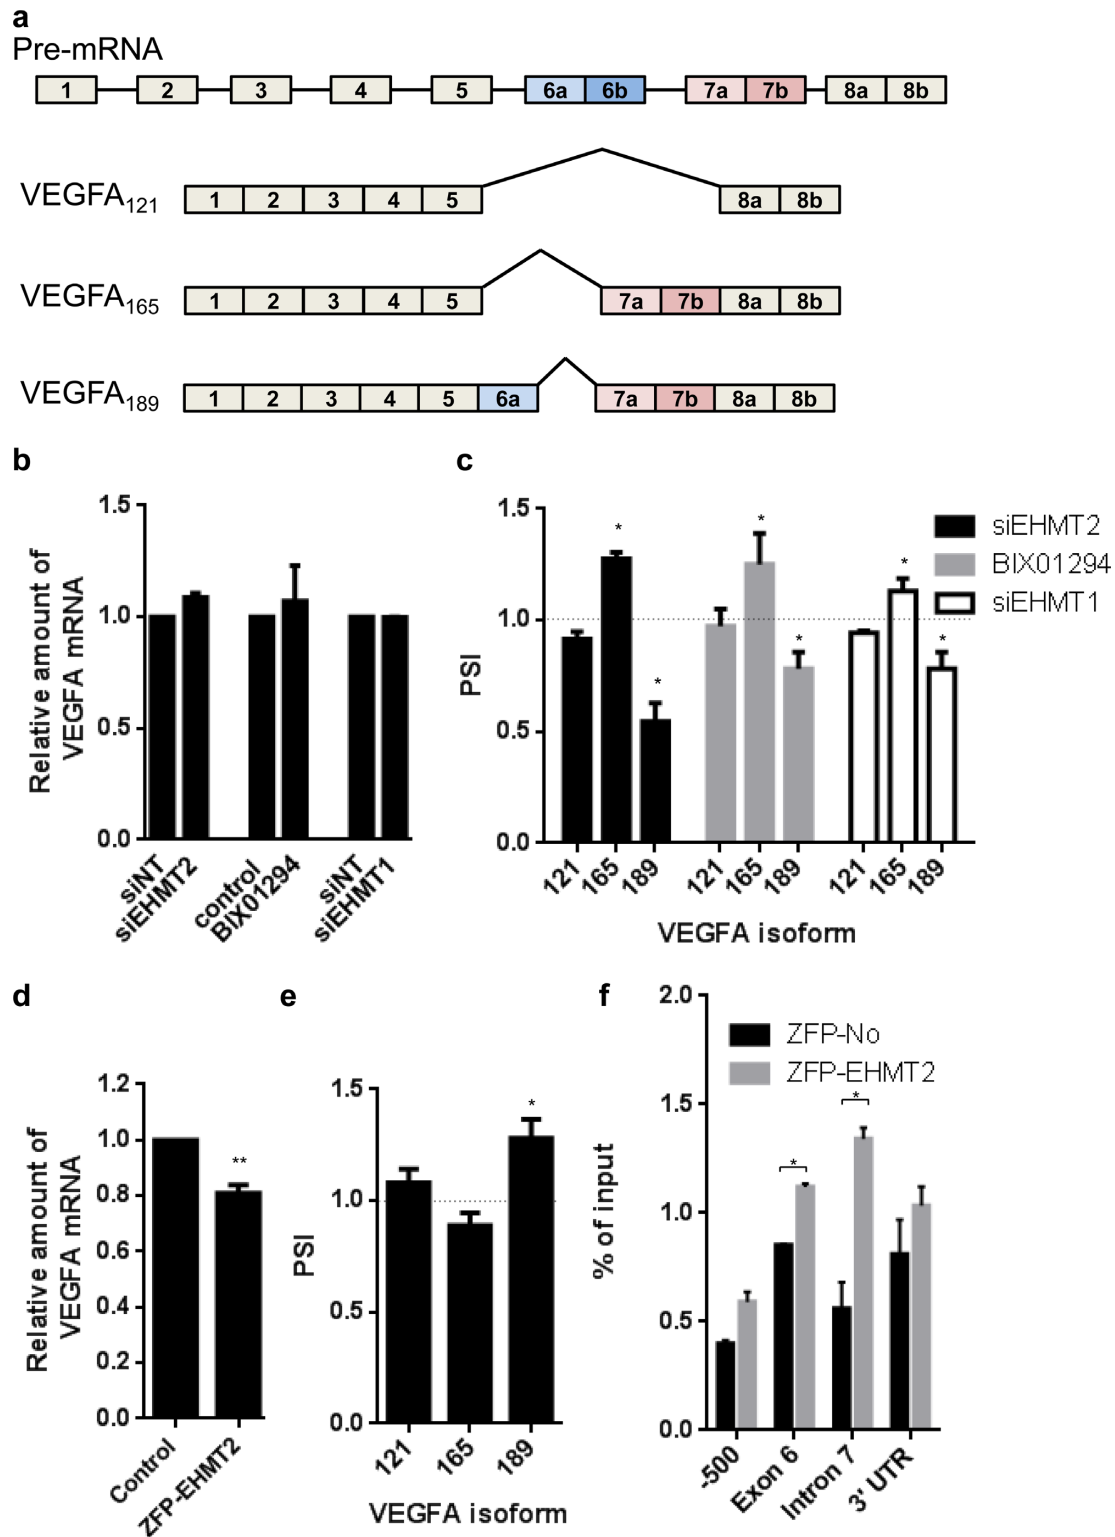 a
Pre-mRNA
1 2 3 4 5 6a 6b 7a 7b 8a 8b
VEGFA121 1 2 3 4 5 8a 8b
VEGFA165 1 2 3 4 5 7a 7b 8a 8b
VEGFA189 1 2 3 4 5 6a 7a 7b 8a 8b
b
Relative amount of
VEGFA mRNA
1.5
1.0
0.5
0.0
siNT
siEHMT2
control
BIX01294
siNT
siEHMT1
c
PSI
1.5
1.0
0.5
0.0
* * * * * *
siEHMT2
BIX01294
siEHMT1
121 165 189 121 165 189 121 165 189
VEGFA isoform
d
Relative amount of
VEGFA mRNA
1.2
1.0
0.8
0.6
0.4
0.2
0.0
**
Control
ZFP-EHMT2
e
PSI
1.5
1.0
0.5
0.0
*
121 165 189
VEGFA isoform
f
% of input
2.0
1.5
1.0
0.5
0.0
ZFP-No
ZFP-EHMT2
* *
-500
Exon 6
Intron 7
3' UTR